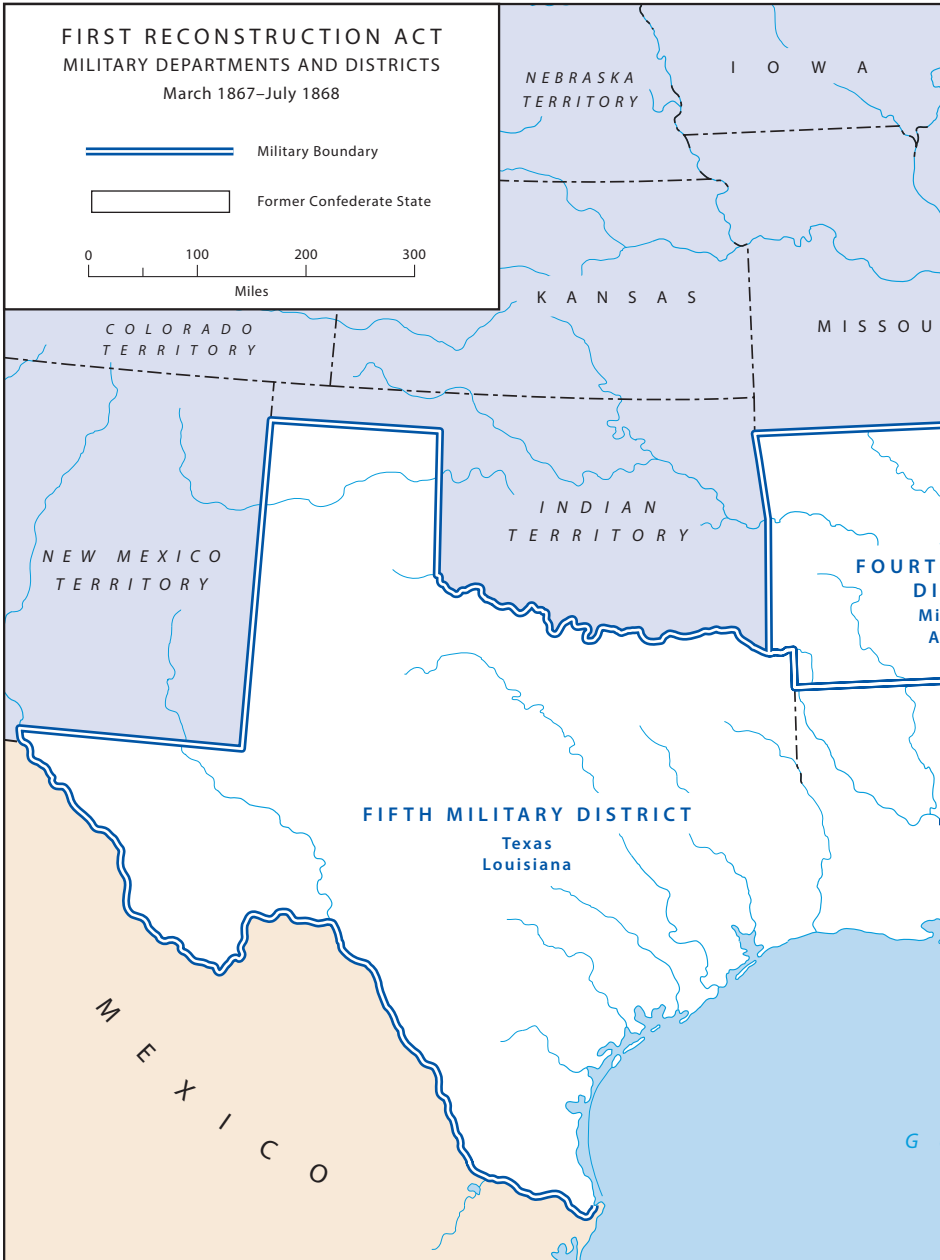 FIRST RECONSTRUCTION ACT
MILITARY DEPARTMENTS AND DISTRICTS
March 1867–July 1868
Military Boundary
Former Confederate State
0 100 200 300
Miles
NEBRASKA
TERRITORY
IOWA
KANSAS
MISSOU
COLORADO
TERRITORY
INDIAN
TERRITORY
NEW MEXICO
TERRITORY
FOURT
DI
Mi
A
FIFTH MILITARY DISTRICT
Texas
Louisiana
MEXICO
G